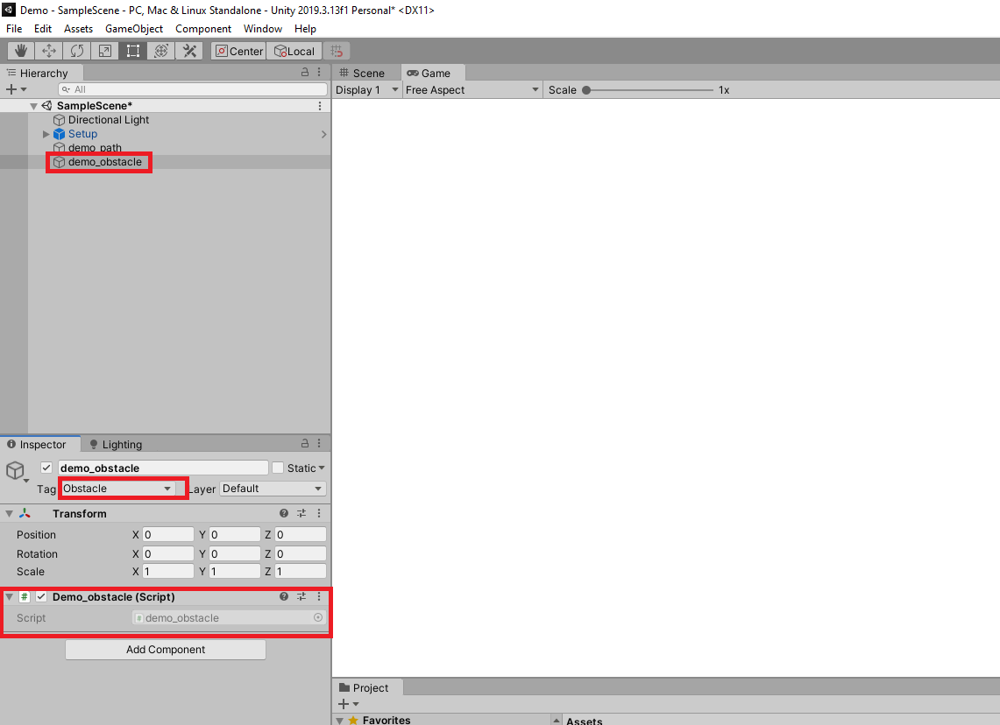 Demo - SampleScene - PC, Mac & Linux Standalone - Unity 2019.3.13f1 Personal* <DX11>
File Edit Assets GameObject Component Window Help
Center Local
Hierarchy
All
SampleScene*
Directional Light
Setup
demo_path
demo_obstacle
Scene Game
Display 1 Free Aspect Scale 1x
Inspector Lighting
demo_obstacle Static
Tag Obstacle Layer Default
Transform
Position X 0 Y 0 Z 0
Rotation X 0 Y 0 Z 0
Scale X 1 Y 1 Z 1
# Demo_obstacle (Script)
Script # demo_obstacle
Add Component
Project
Favorites Assets